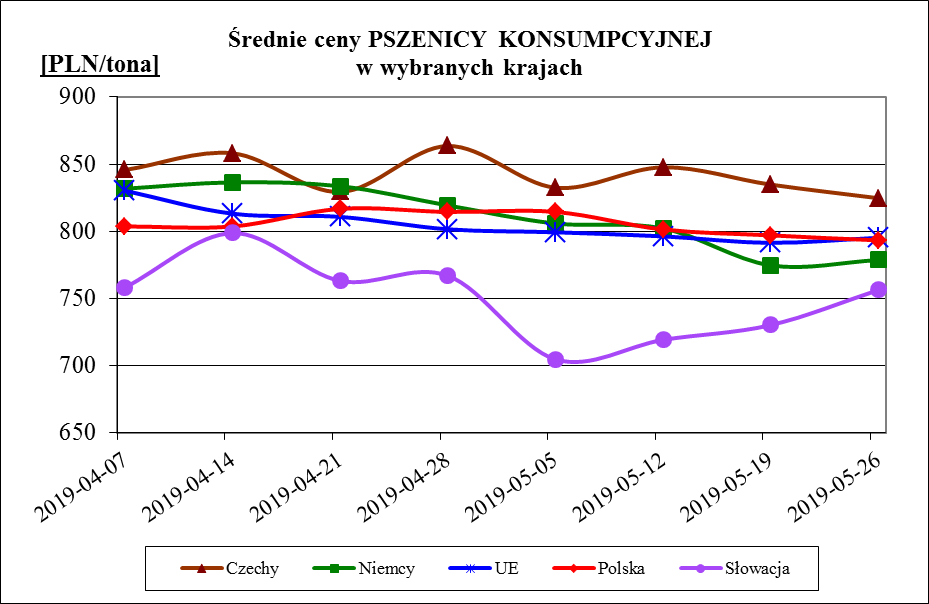 Średnie ceny PSZENICY KONSUMPCYJNEJ
w wybranych krajach
[PLN/tona]
900
850
800
750
700
650
2019-04-07
2019-04-14
2019-04-21
2019-04-28
2019-05-05
2019-05-12
2019-05-19
2019-05-26
Czechy
Niemcy
UE
Polska
Słowacja